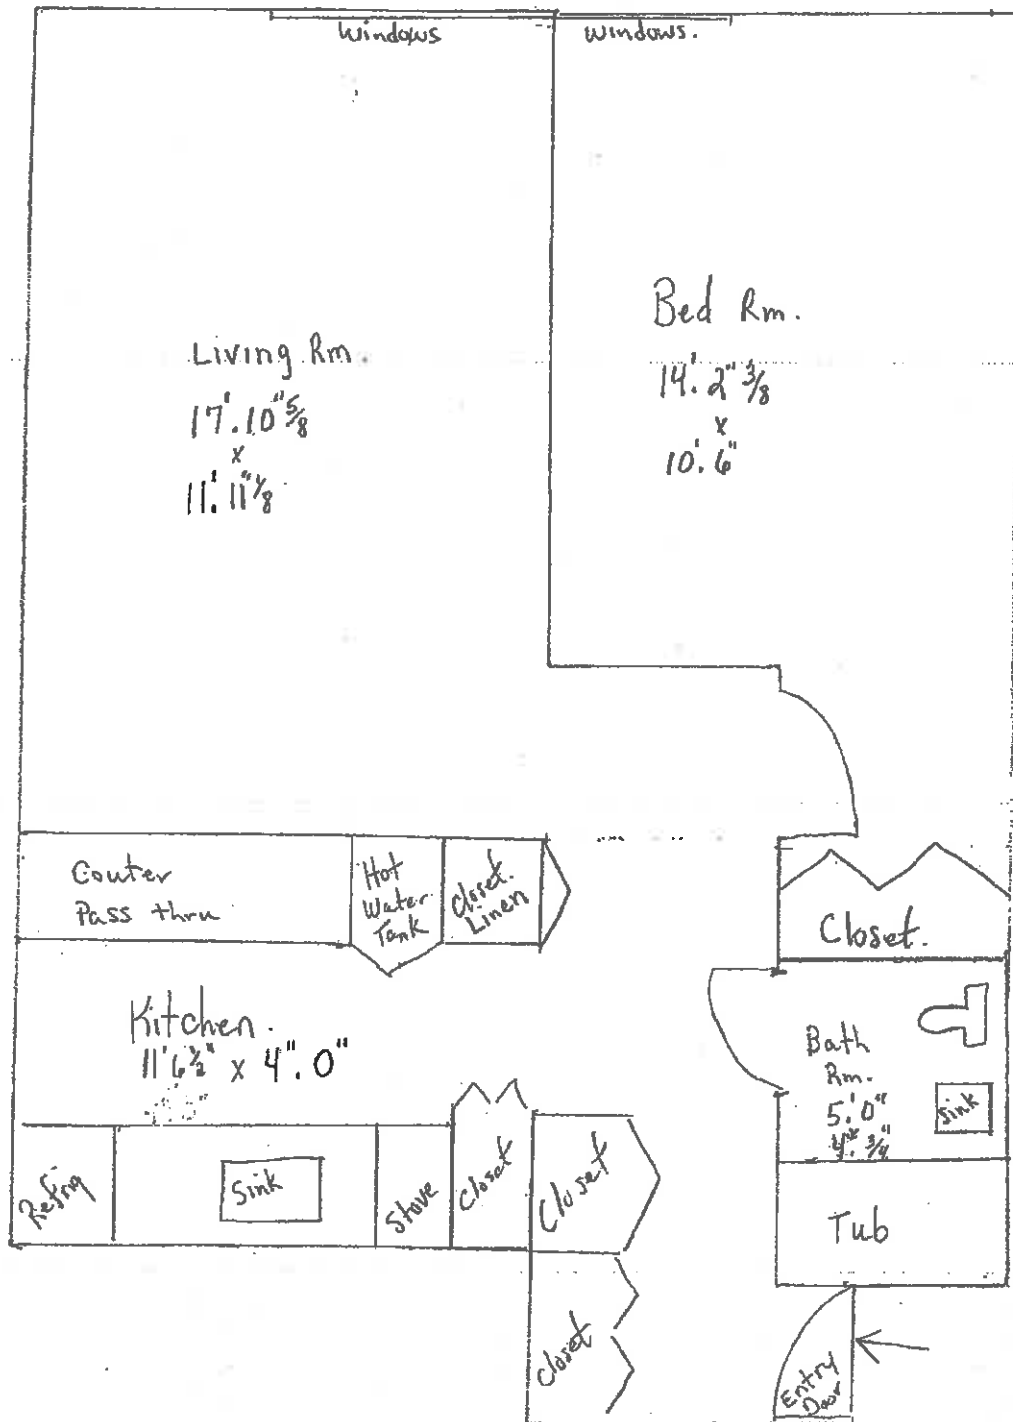 Windows
Windows.
Bed Rm.
14'. 2" 3/8
x
10'. 6"
Living Rm.
17'. 10" 5/8
x
11'. 11" 1/8
Couter
Pass thru
Hot
Water
Tank
Closet.
Linen
Closet.
Kitchen.
11' 6 1/2" x 4". 0"
Bath
Rm.
5'. 0"
Sink
Refrig
Sink
Stove
Closet
Closet
Tub
Closet
Entry
Door